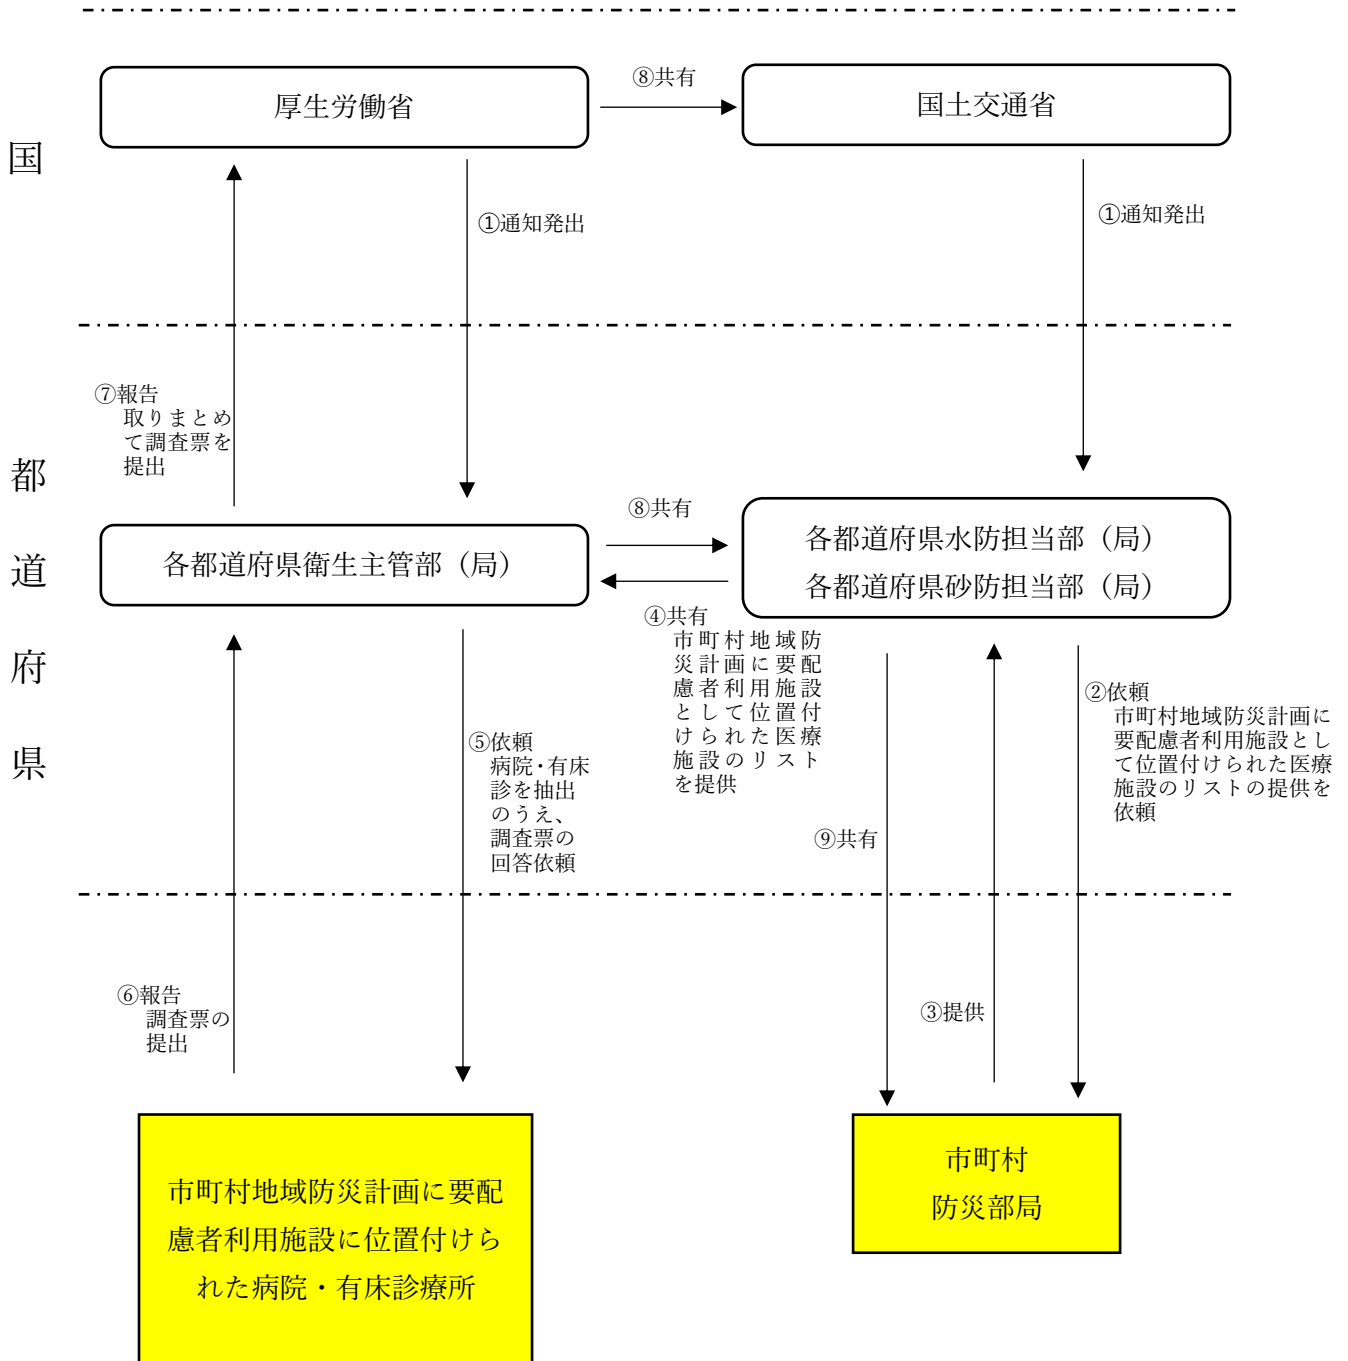 国
厚生労働省
⑧共有
国土交通省
①通知発出
①通知発出
都
道
府
県
⑦報告
取りまとめ
て調査票を
提出
各都道府県衛生主管部（局）
⑧共有
各都道府県水防担当部（局）
各都道府県砂防担当部（局）
④共有
市町村地域防
災計画に要配
慮者利用施設
として位置付
けられた医療
施設のリスト
を提供
②依頼
市町村地域防災計画に
要配慮者利用施設とし
て位置付けられた医療
施設のリストの提供を
依頼
⑤依頼
病院・有床
診を抽出
のうえ、
調査票の
回答依頼
⑨共有
⑥報告
調査票の
提出
③提供
市町村地域防災計画に要配
慮者利用施設に位置付けら
れた病院・有床診療所
市町村
防災部局